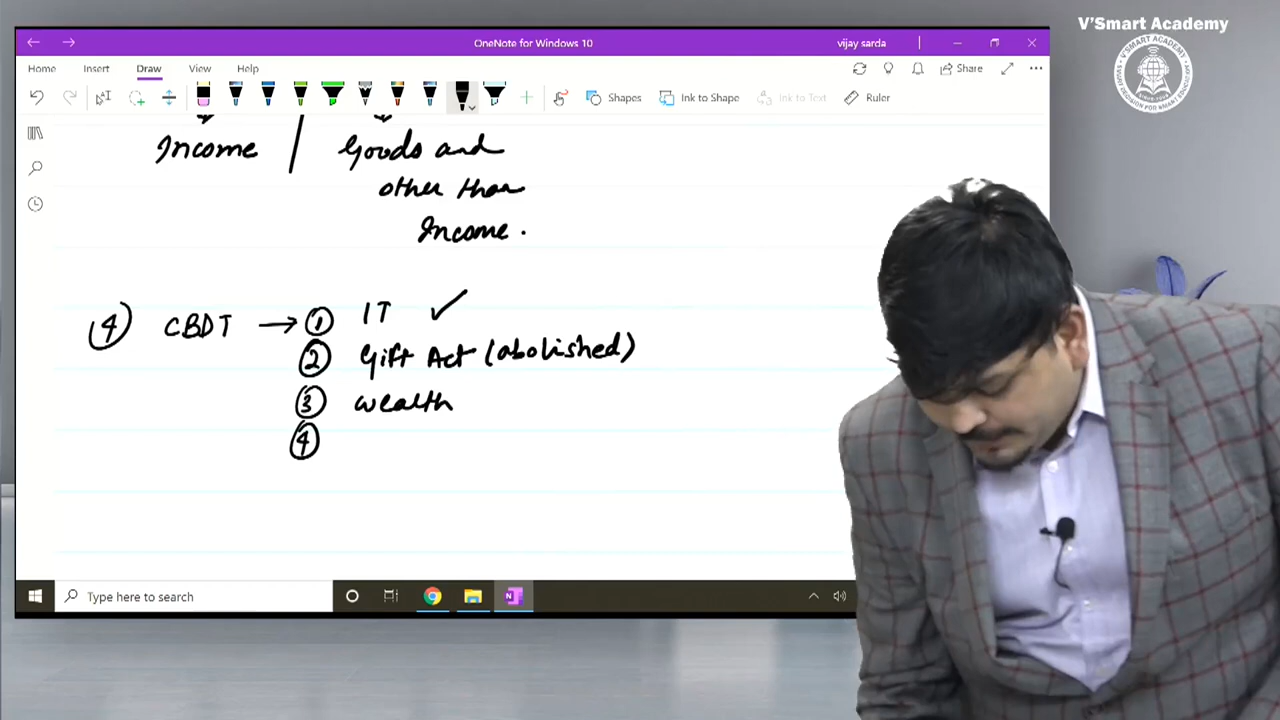 V'Smart Academy
OneNote for Windows 10
vijay sarda
Home Insert Draw View Help
Share
Shapes Ink to Shape Ink to Text Ruler
Income | Goods and
other than
Income.
④ CBDT → ① IT ✓
② Gift Act (abolished)
③ wealth
④
Type here to search